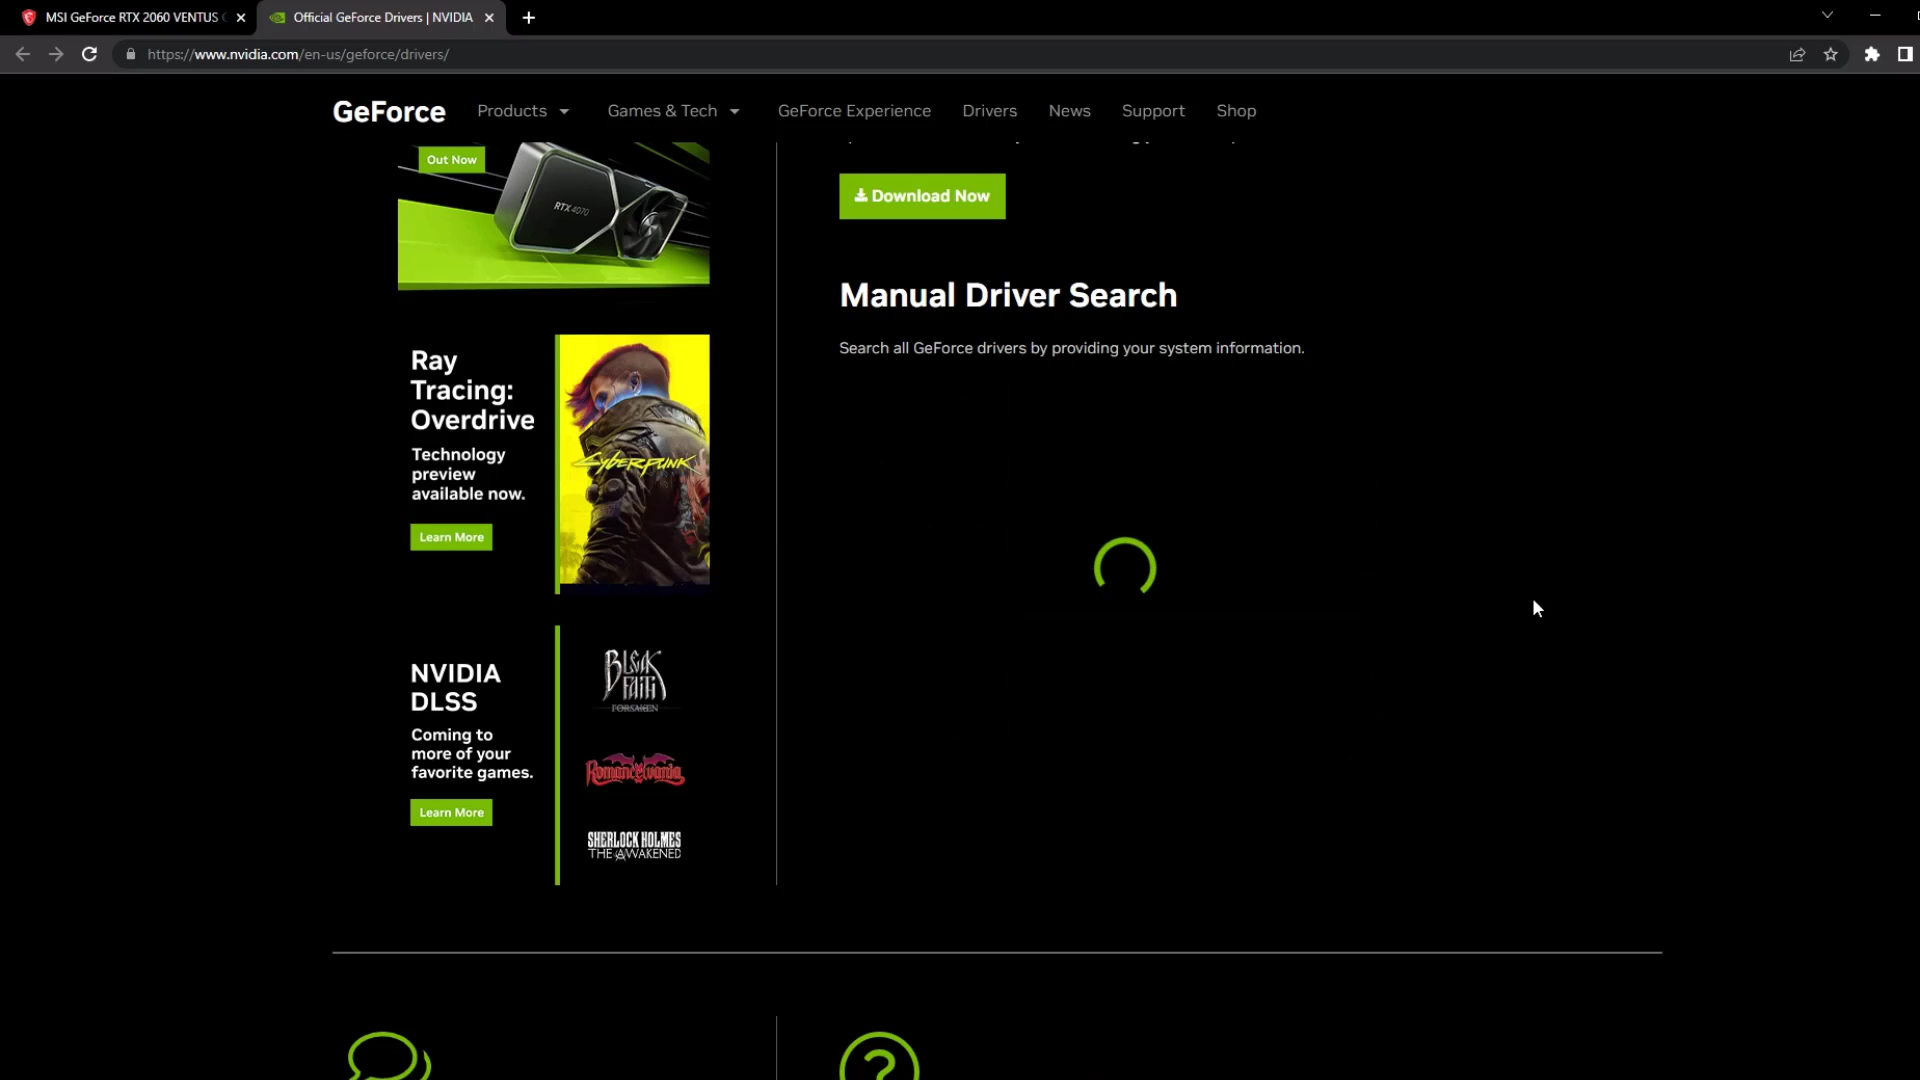 MSI GeForce RTX 2060 VENTUS
Official GeForce Drivers | NVIDIA
https://www.nvidia.com/en-us/geforce/drivers/
GeForce
Products
Games & Tech
GeForce Experience
Drivers
News
Support
Shop
Out Now
RTX 4070
Download Now
Manual Driver Search
Search all GeForce drivers by providing your system information.
Ray
Tracing:
Overdrive
Technology
preview
available now.
Learn More
Cyberpunk
NVIDIA
DLSS
Coming to
more of your
favorite games.
Learn More
BLEAK
FAITH
FORSAKEN
Romancelvania
SHERLOCK HOLMES
THE AWAKENED